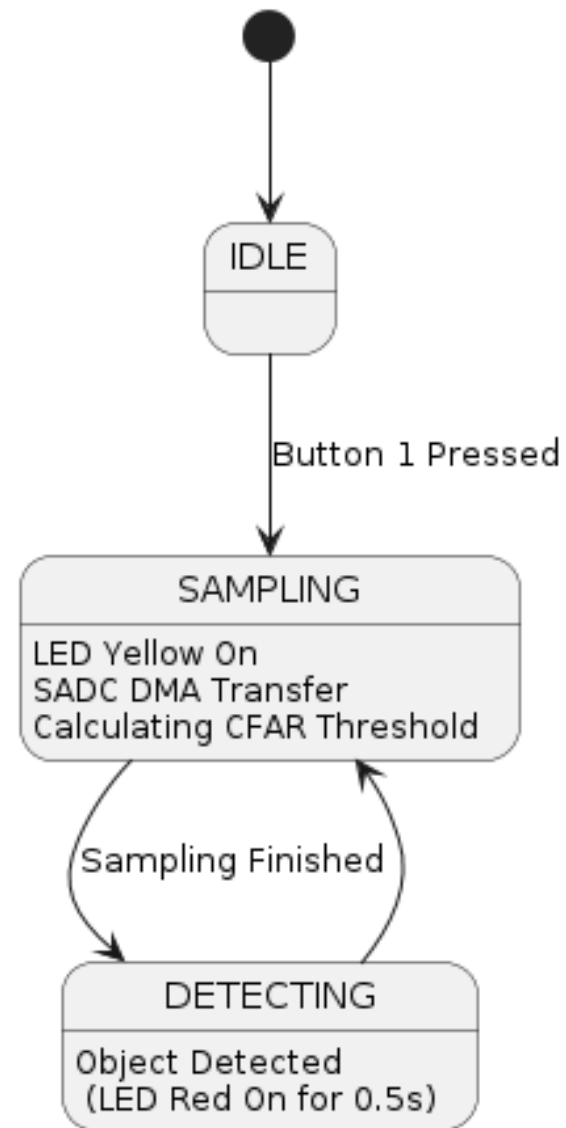 IDLE
Button 1 Pressed
SAMPLING
LED Yellow On
SADC DMA Transfer
Calculating CFAR Threshold
Sampling Finished
DETECTING
Object Detected
(LED Red On for 0.5s)